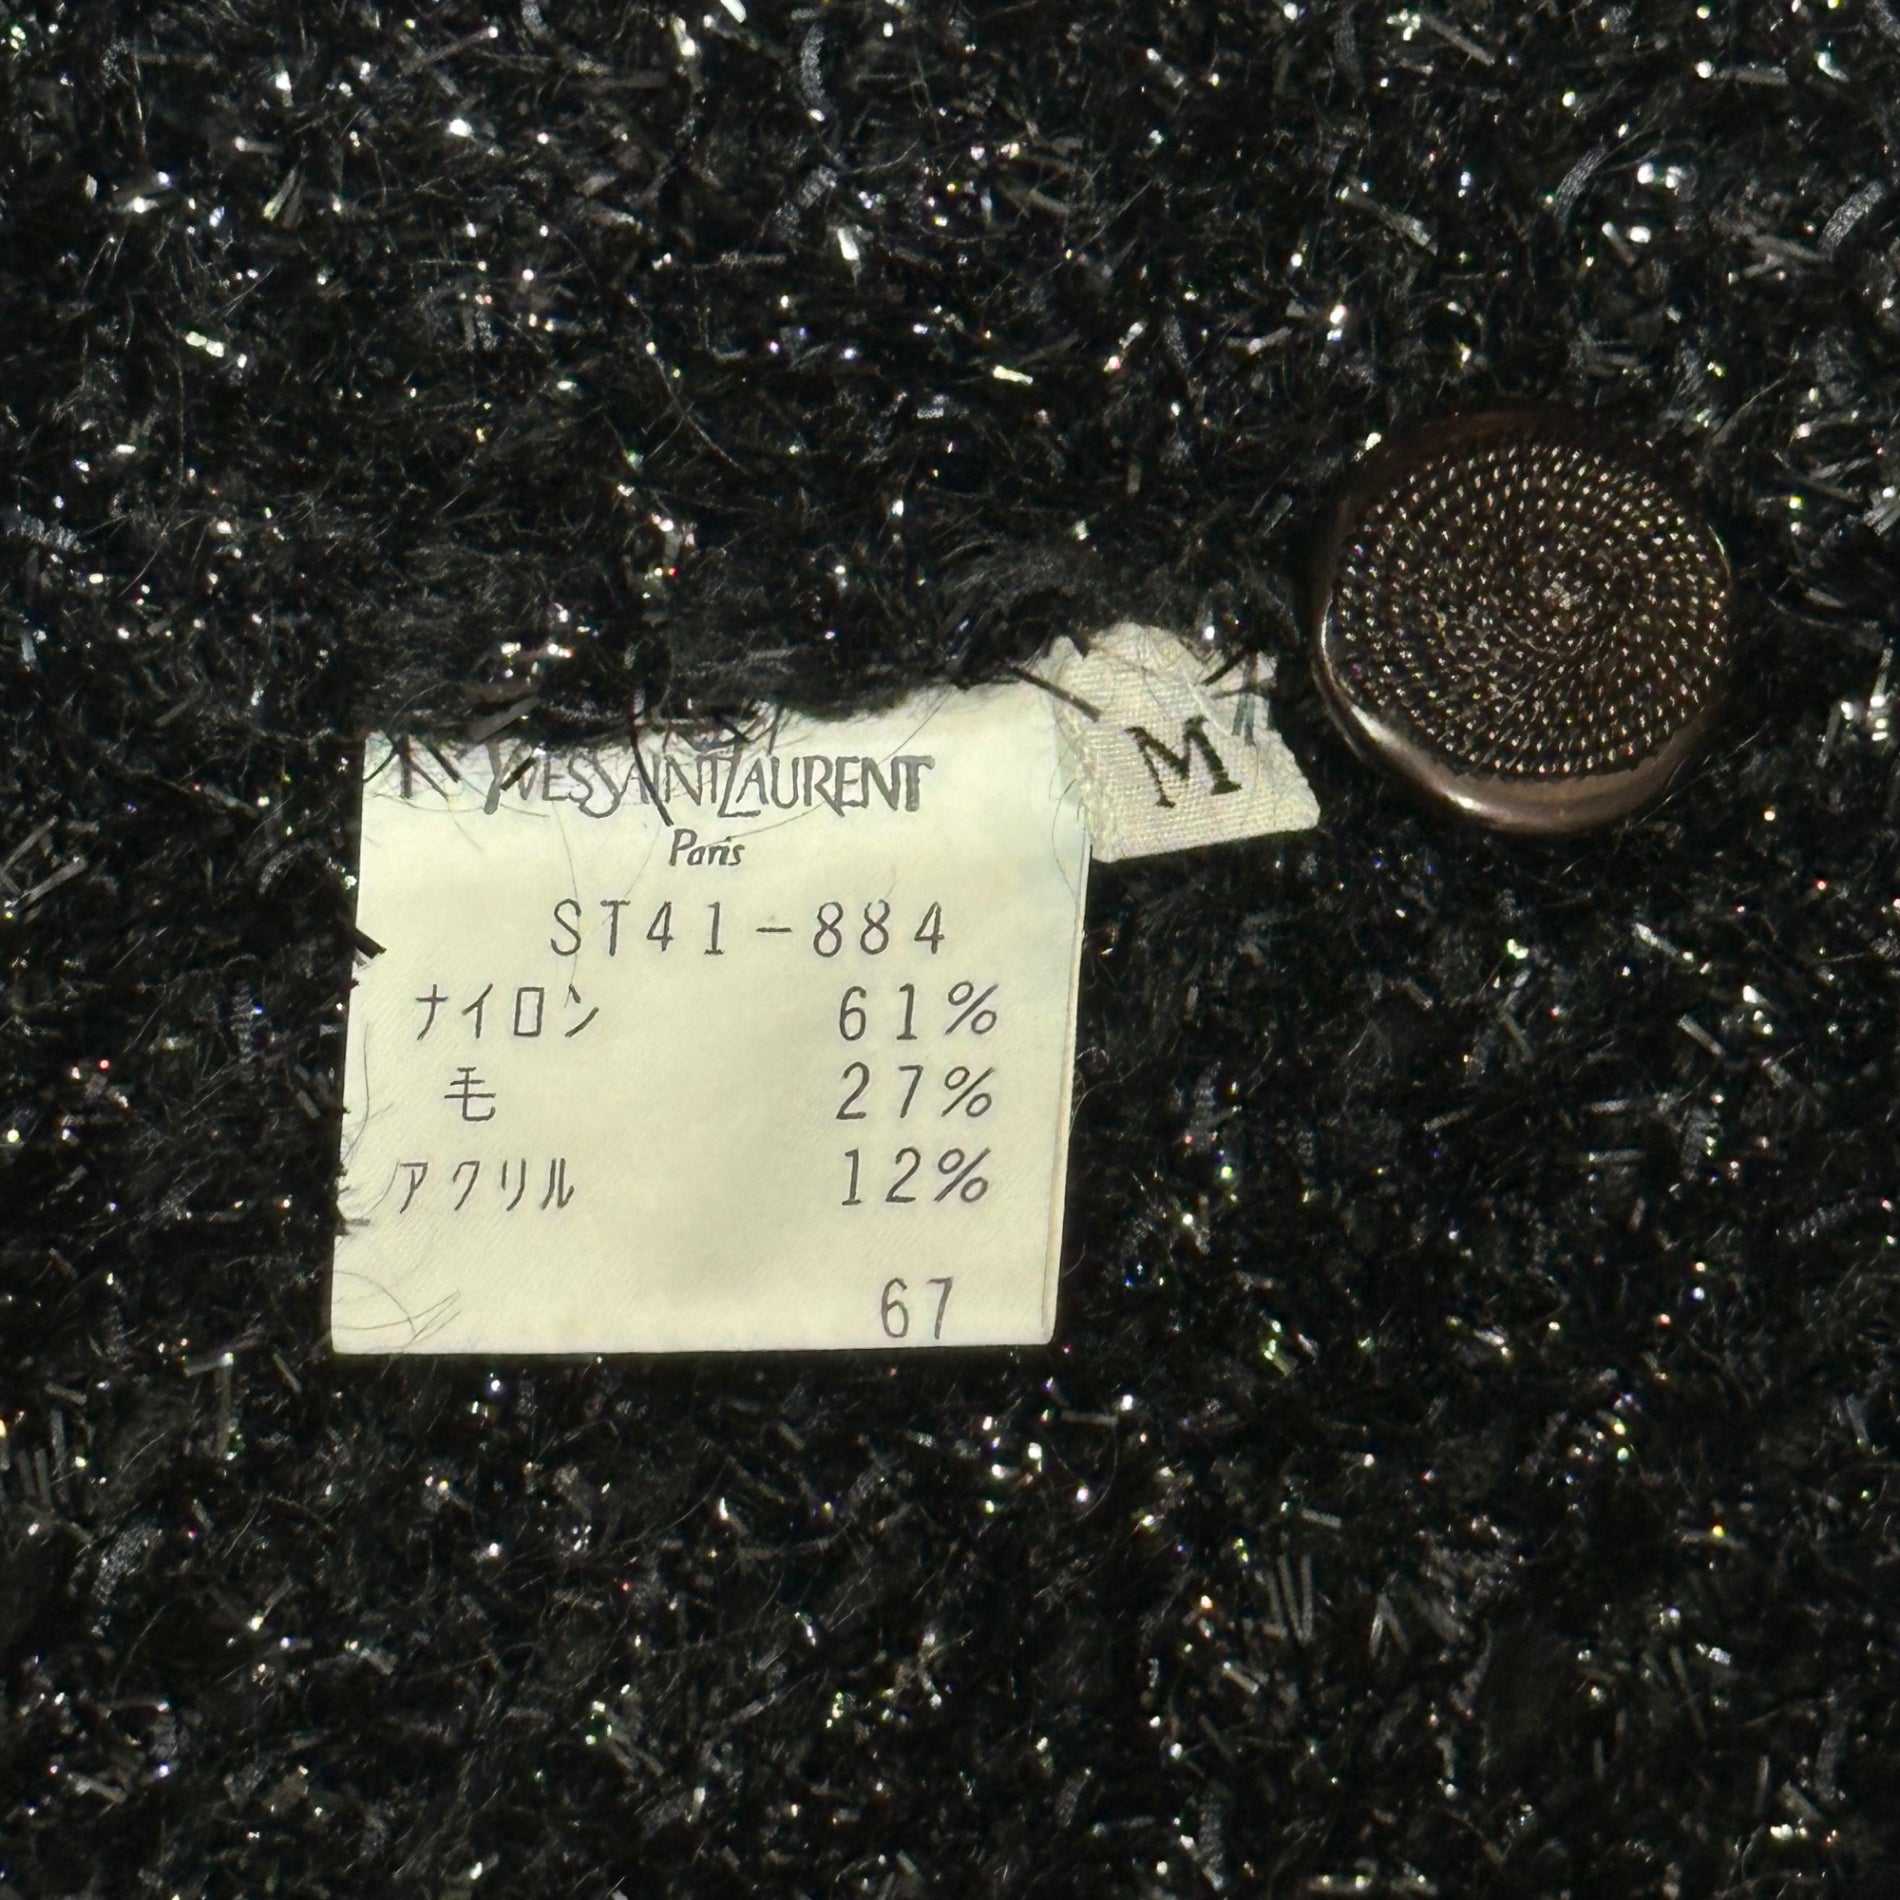 YVESSAINTLAURENT
Paris
M
ST41-884
ナイロン 61%
毛 27%
アクリル 12%
67